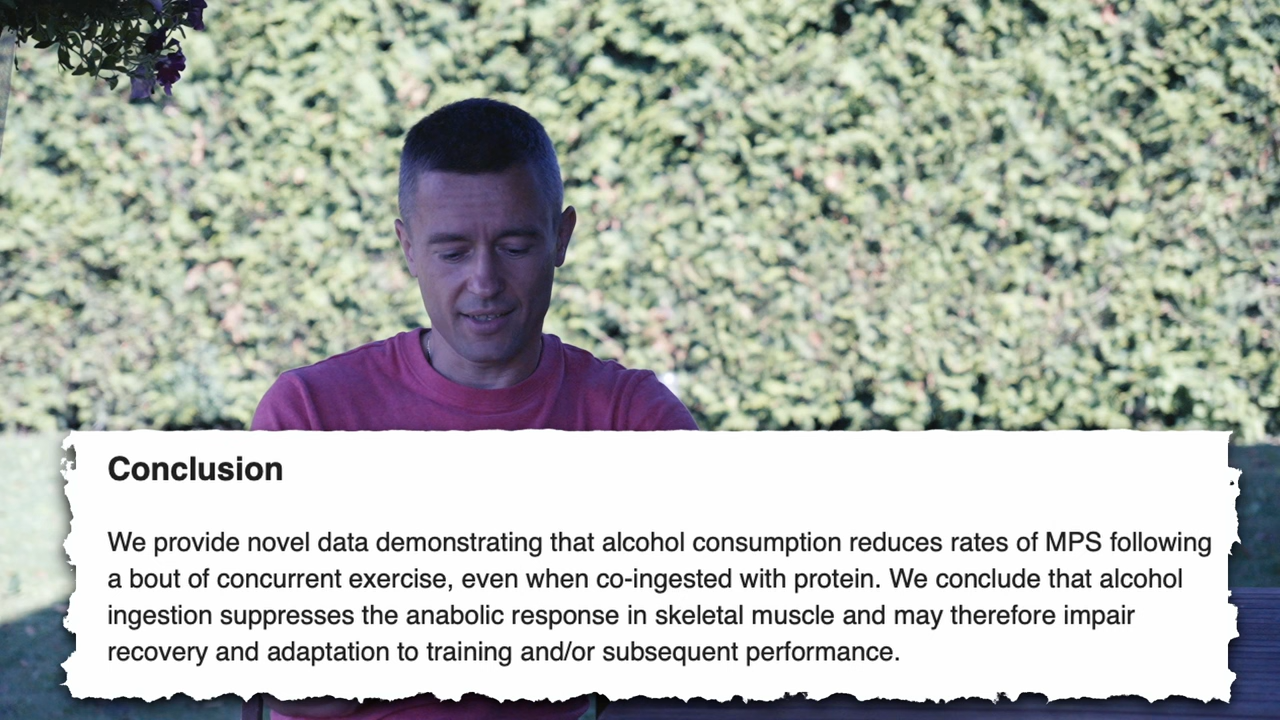 Conclusion
We provide novel data demonstrating that alcohol consumption reduces rates of MPS following
a bout of concurrent exercise, even when co-ingested with protein. We conclude that alcohol
ingestion suppresses the anabolic response in skeletal muscle and may therefore impair
recovery and adaptation to training and/or subsequent performance.